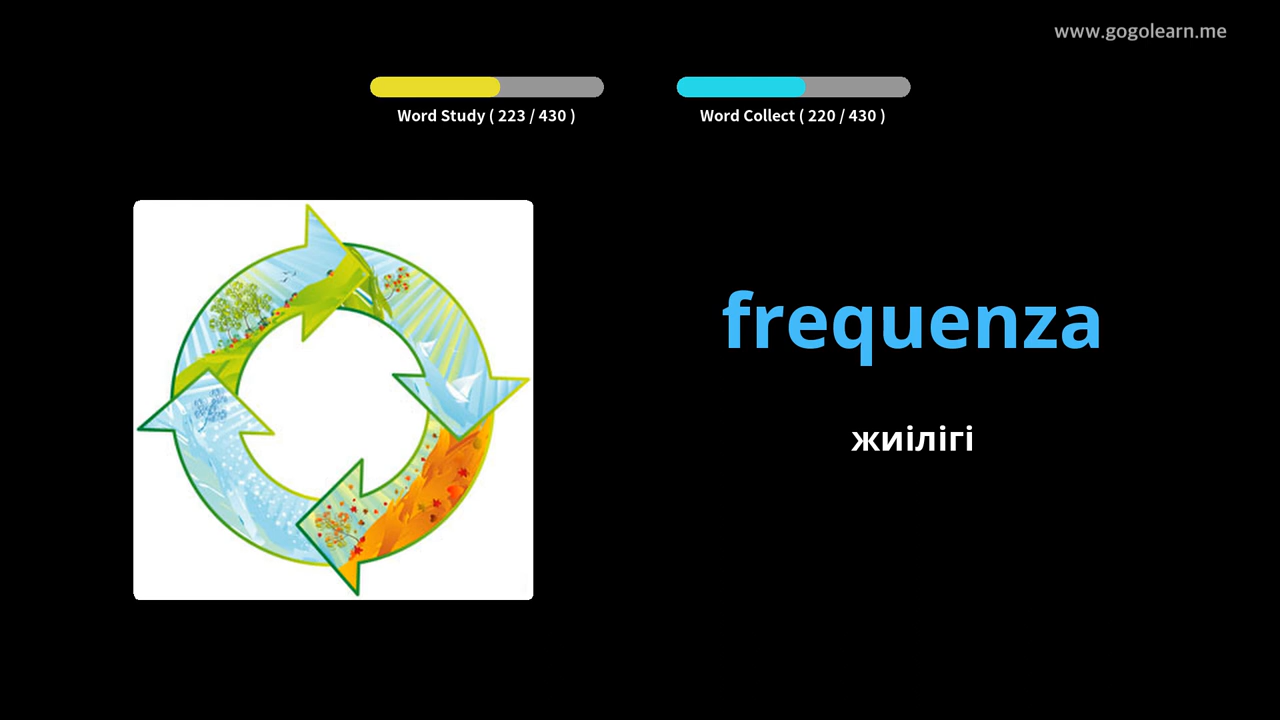 www.gogolearn.me
Word Study ( 223 / 430 )
Word Collect ( 220 / 430 )
frequenza
жиілігі